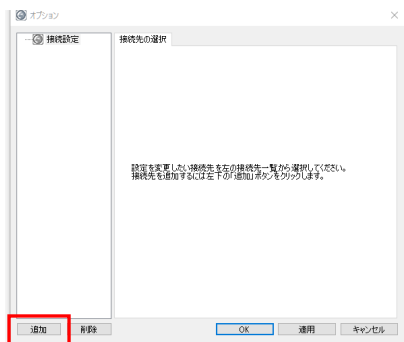 オプション
接続設定
接続先の選択
設定を変更したい接続先を左の接続先一覧から選択してください。
接続先を追加するには左下の「追加」ボタンをクリックします。
追加 削除 OK 適用 キャンセル